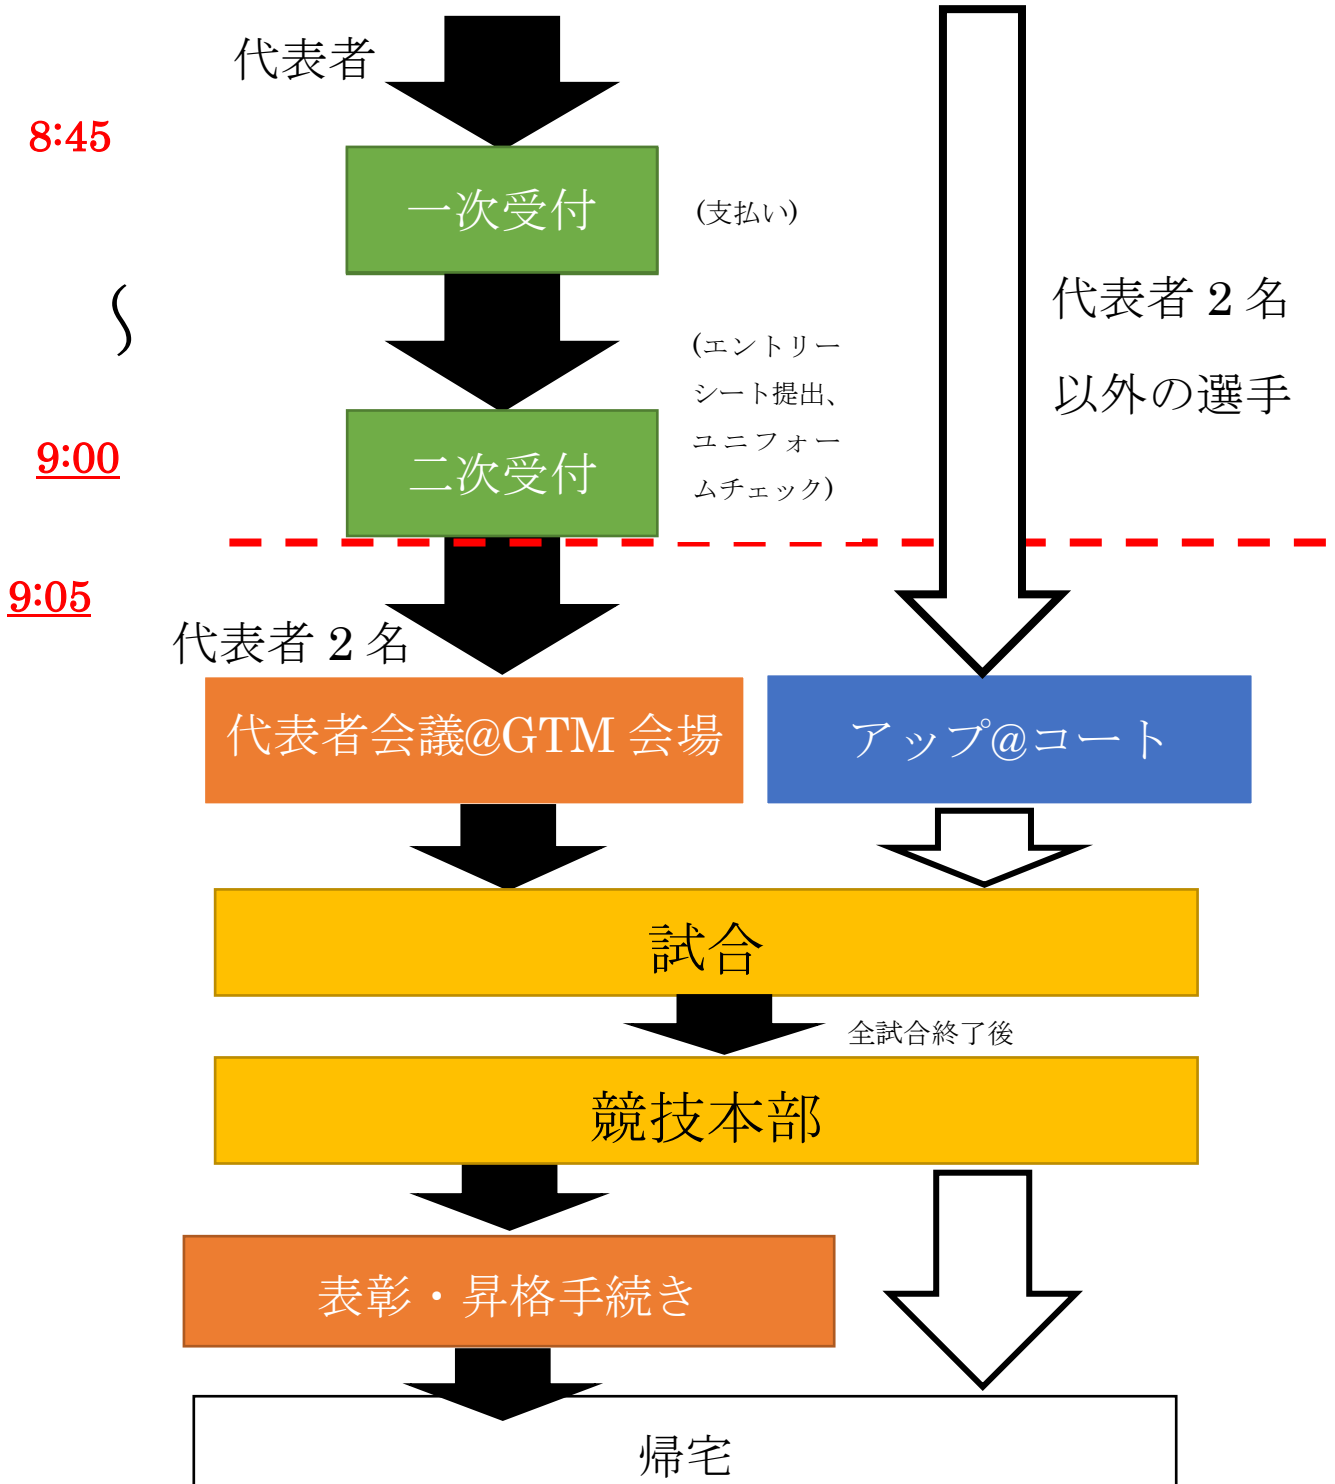 代表者
8:45
一次受付
(支払い)
～
代表者 2 名
以外の選手
(エントリー
シート提出、
ユニフォー
ムチェック)
9:00
二次受付
9:05
代表者 2 名
代表者会議@GTM 会場
アップ@コート
試合
全試合終了後
競技本部
表彰・昇格手続き
帰宅